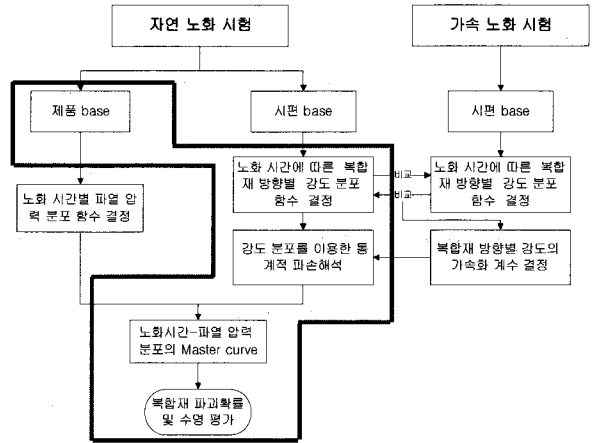 자연 노화 시험
가속 노화 시험
제품 base
시편 base
시편 base
노화 시간별 파열 압
력 분포 함수 결정
노화 시간에 따른 복합
재 방향별 강도 분포
함수 결정
비교
비교
노화 시간에 따른 복합
재 방향별 강도 분포
함수 결정
강도 분포를 이용한 통
계적 파손해석
복합재 방향별 강도의
가속화 계수 결정
노화시간-파열 압력
분포의 Master curve
복합재 파괴확률
및 수명 평가